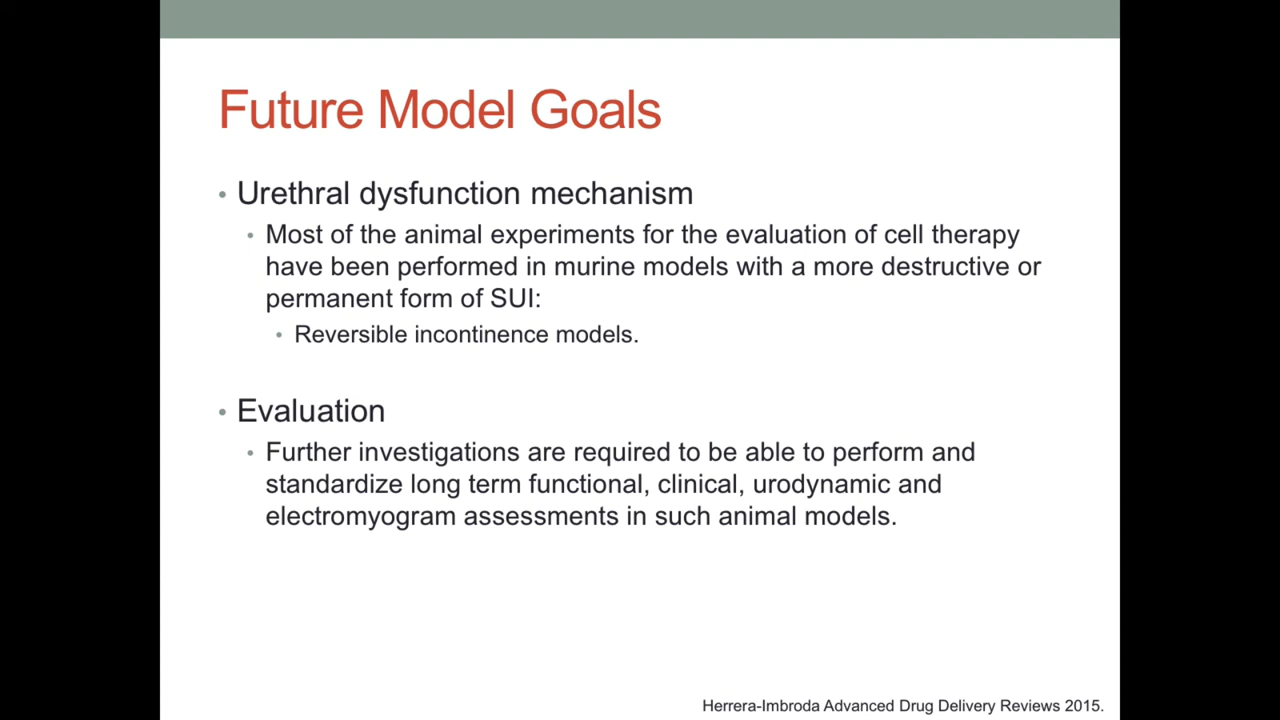 Future Model Goals
• Urethral dysfunction mechanism
• Most of the animal experiments for the evaluation of cell therapy
have been performed in murine models with a more destructive or
permanent form of SUI:
• Reversible incontinence models.
• Evaluation
• Further investigations are required to be able to perform and
standardize long term functional, clinical, urodynamic and
electromyogram assessments in such animal models.
Herrera-Imbroda Advanced Drug Delivery Reviews 2015.